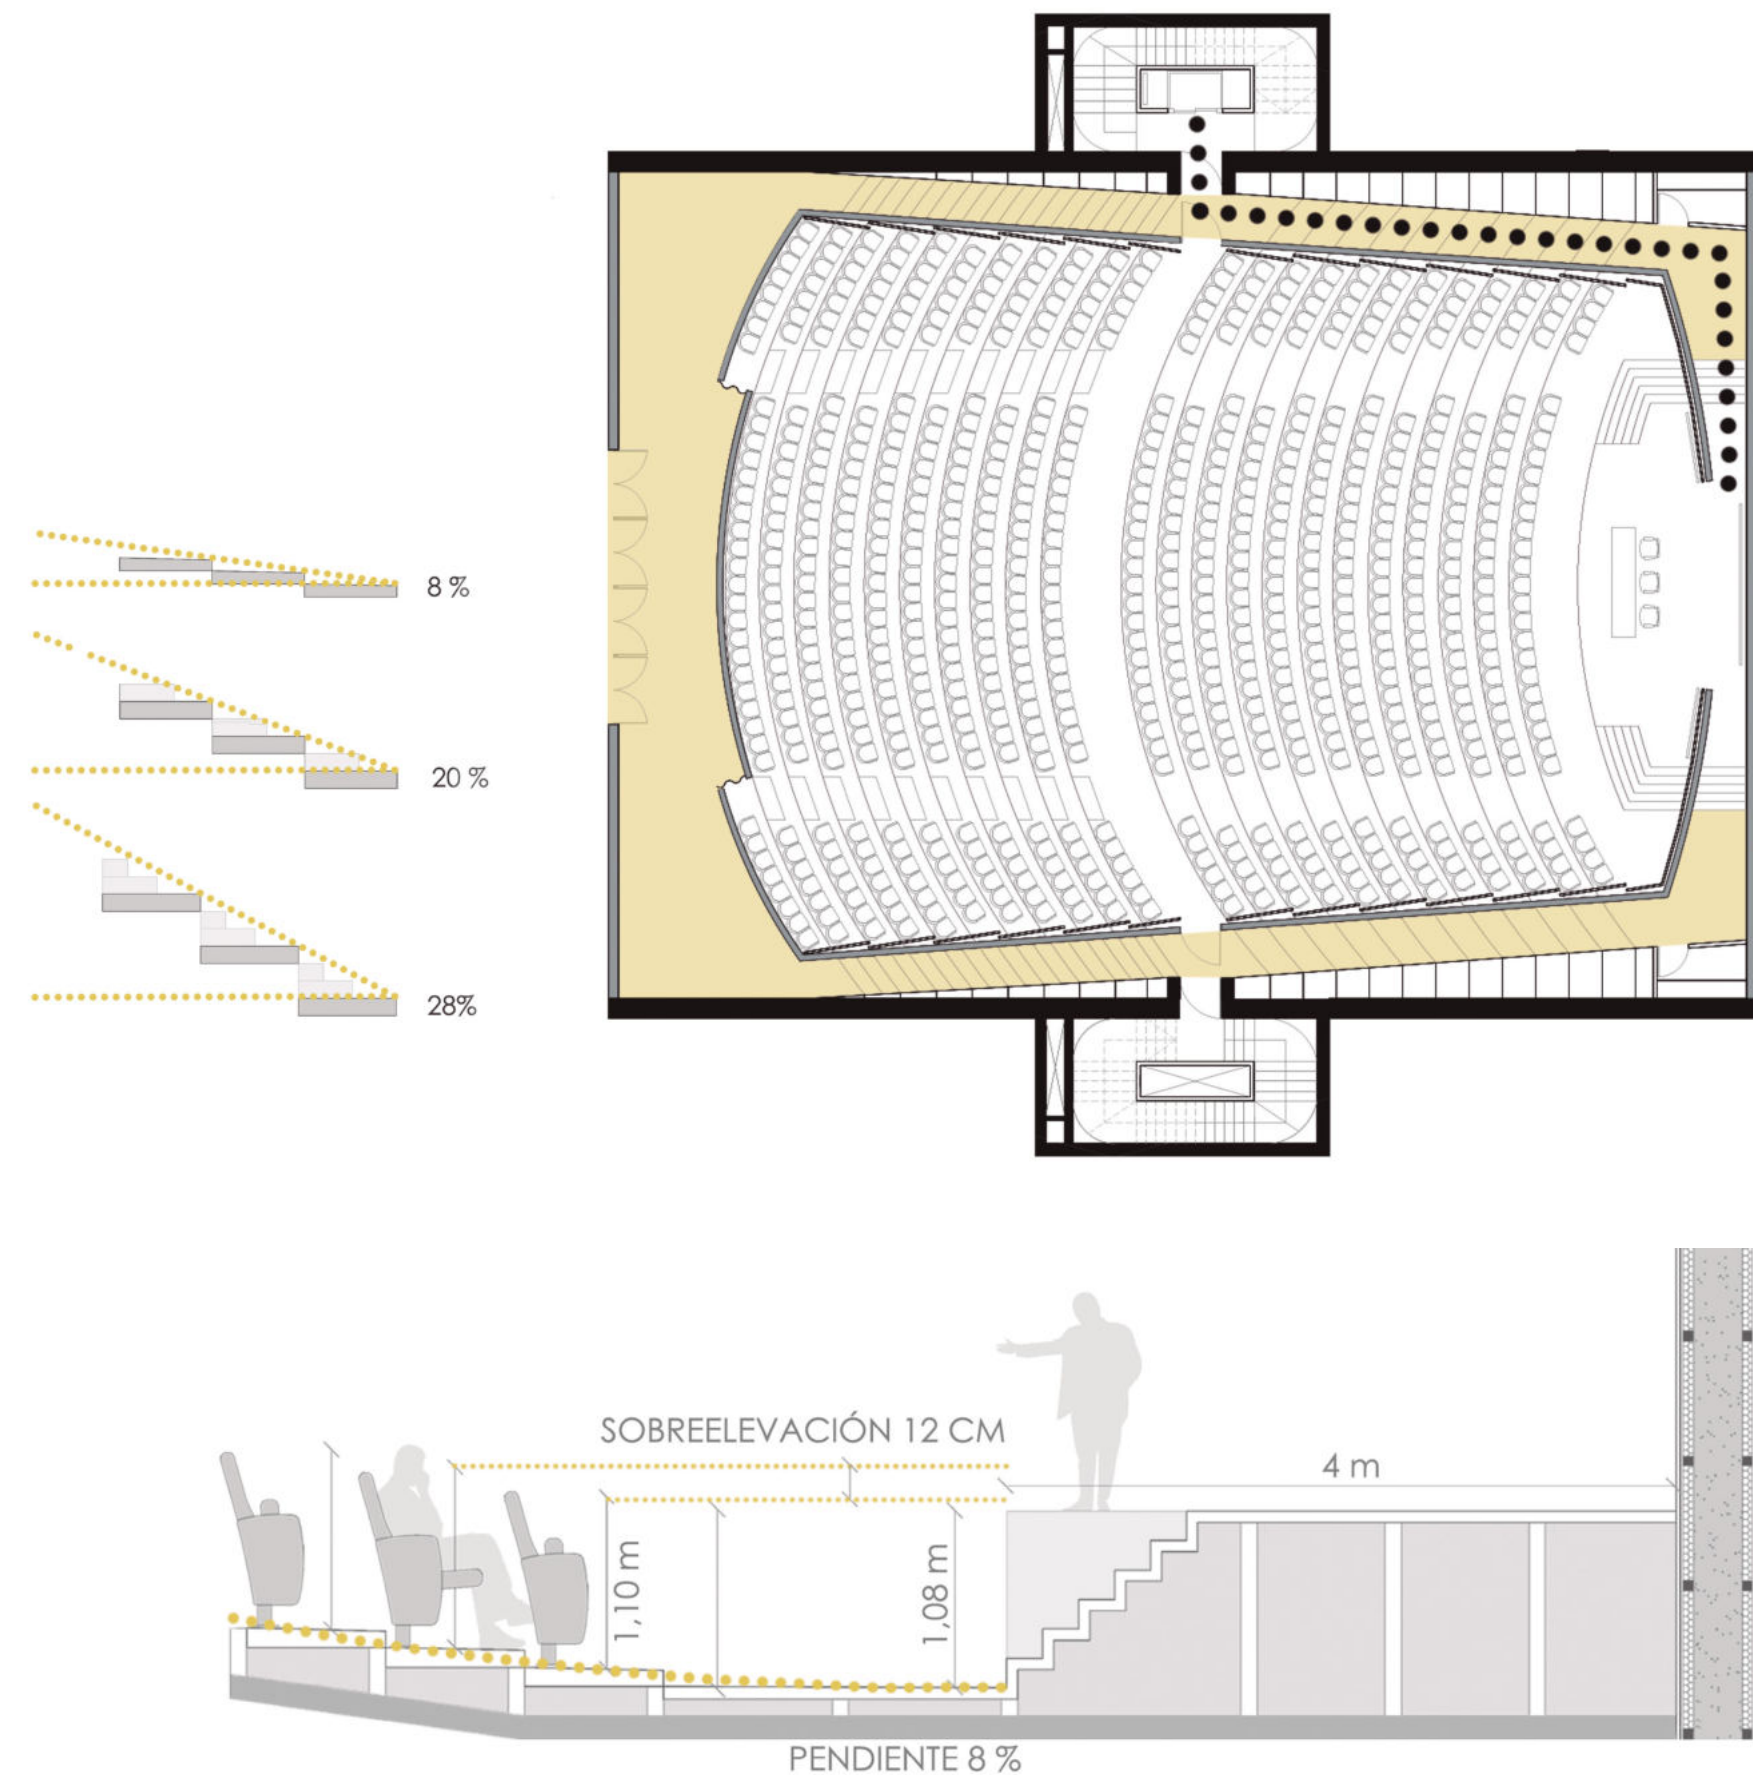 8 %
20 %
28%
SOBREELEVACIÓN 12 CM
4 m
1,10 m
1,08 m
PENDIENTE 8 %